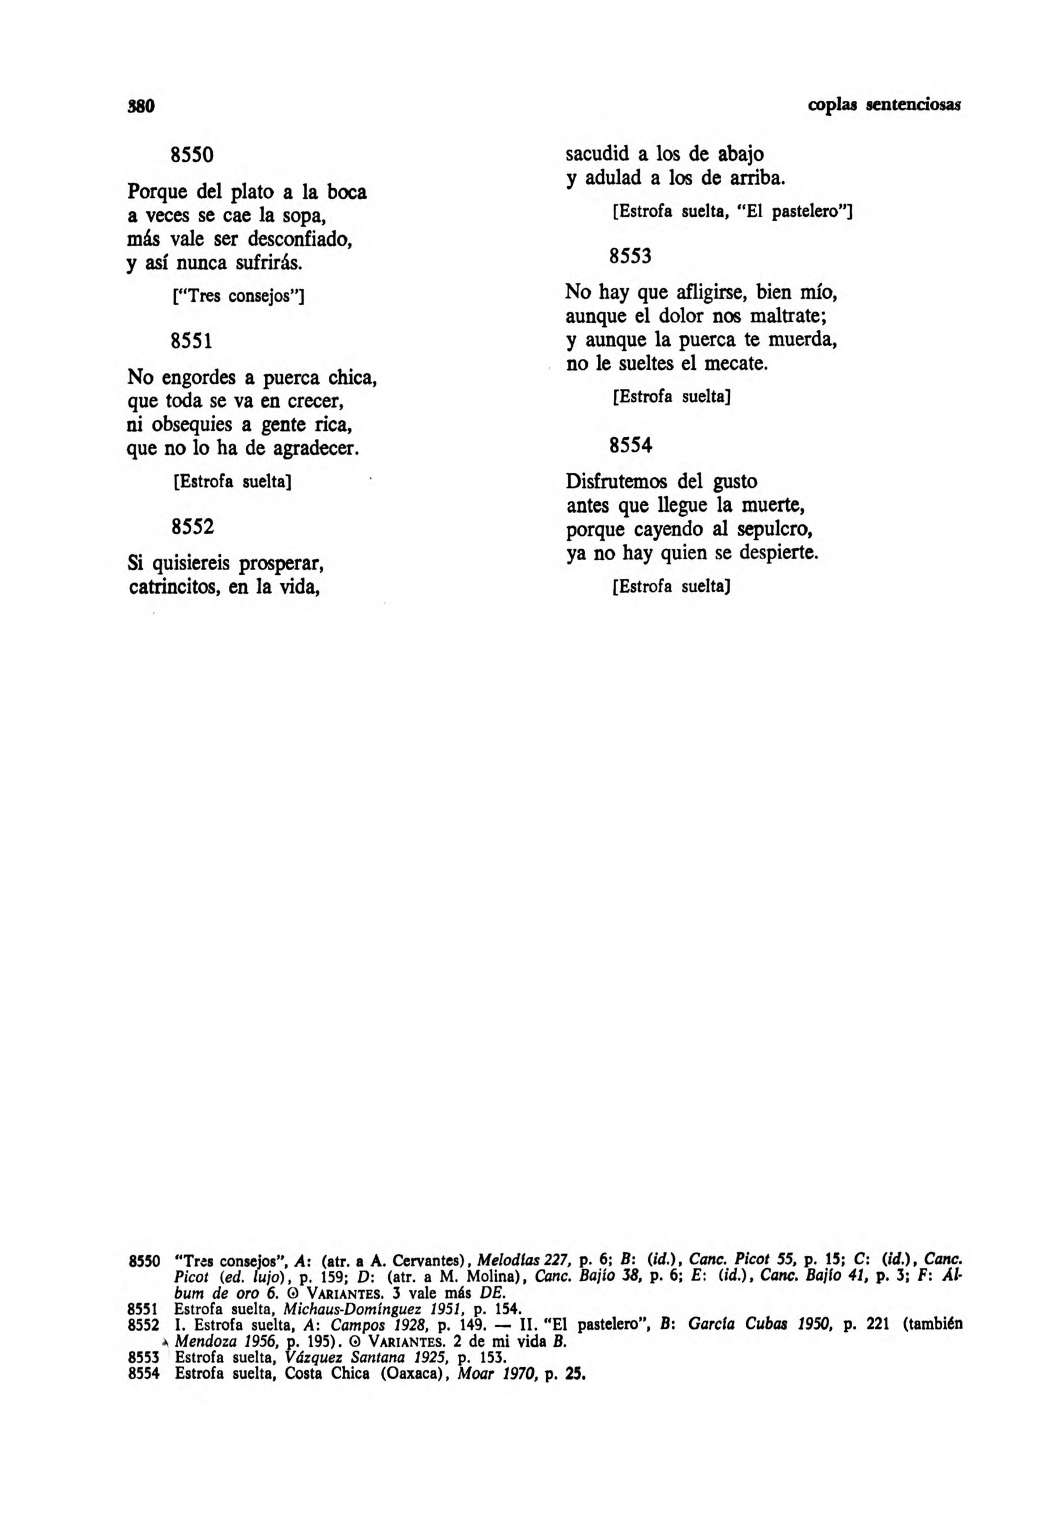 380
coplas sentenciosas
8550
Porque del plato a la boca
a veces se cae la sopa,
más vale ser desconfiado,
y así nunca sufrirás.
["Tres consejos"]
8551
No engordes a puerca chica,
que toda se va en crecer,
ni obsequies a gente rica,
que no lo ha de agradecer.
[Estrofa suelta]
8552
Si quisiereis prosperar,
catrincitos, en la vida,
sacudid a los de abajo
y adulad a los de arriba.
[Estrofa suelta, "El pastelero"]
8553
No hay que afligirse, bien mío,
aunque el dolor nos maltrate;
y aunque la puerca te muerda,
no le sueltes el mecate.
[Estrofa suelta]
8554
Disfrutemos del gusto
antes que llegue la muerte,
porque cayendo al sepulcro,
ya no hay quien se despierte.
[Estrofa suelta]
8550 "Tres consejos", A: (atr. a A. Cervantes), Melodías 227, p. 6; B: (id.), Canc. Picot 55, p. 15; C: (id.), Canc.
Picot (ed. lujo), p. 159; D: (atr. a M. Molina), Canc. Bajío 38, p. 6; E: (id.), Canc. Bajío 41, p. 3; F: Ál-
bum de oro 6. ⊙ VARIANTES. 3 vale más DE.
8551 Estrofa suelta, Michaus-Domínguez 1951, p. 154.
8552 I. Estrofa suelta, A: Campos 1928, p. 149. — II. "El pastelero", B: García Cubas 1950, p. 221 (también
Mendoza 1956, p. 195). ⊙ VARIANTES. 2 de mi vida B.
8553 Estrofa suelta, Vázquez Santana 1925, p. 153.
8554 Estrofa suelta, Costa Chica (Oaxaca), Moar 1970, p. 25.